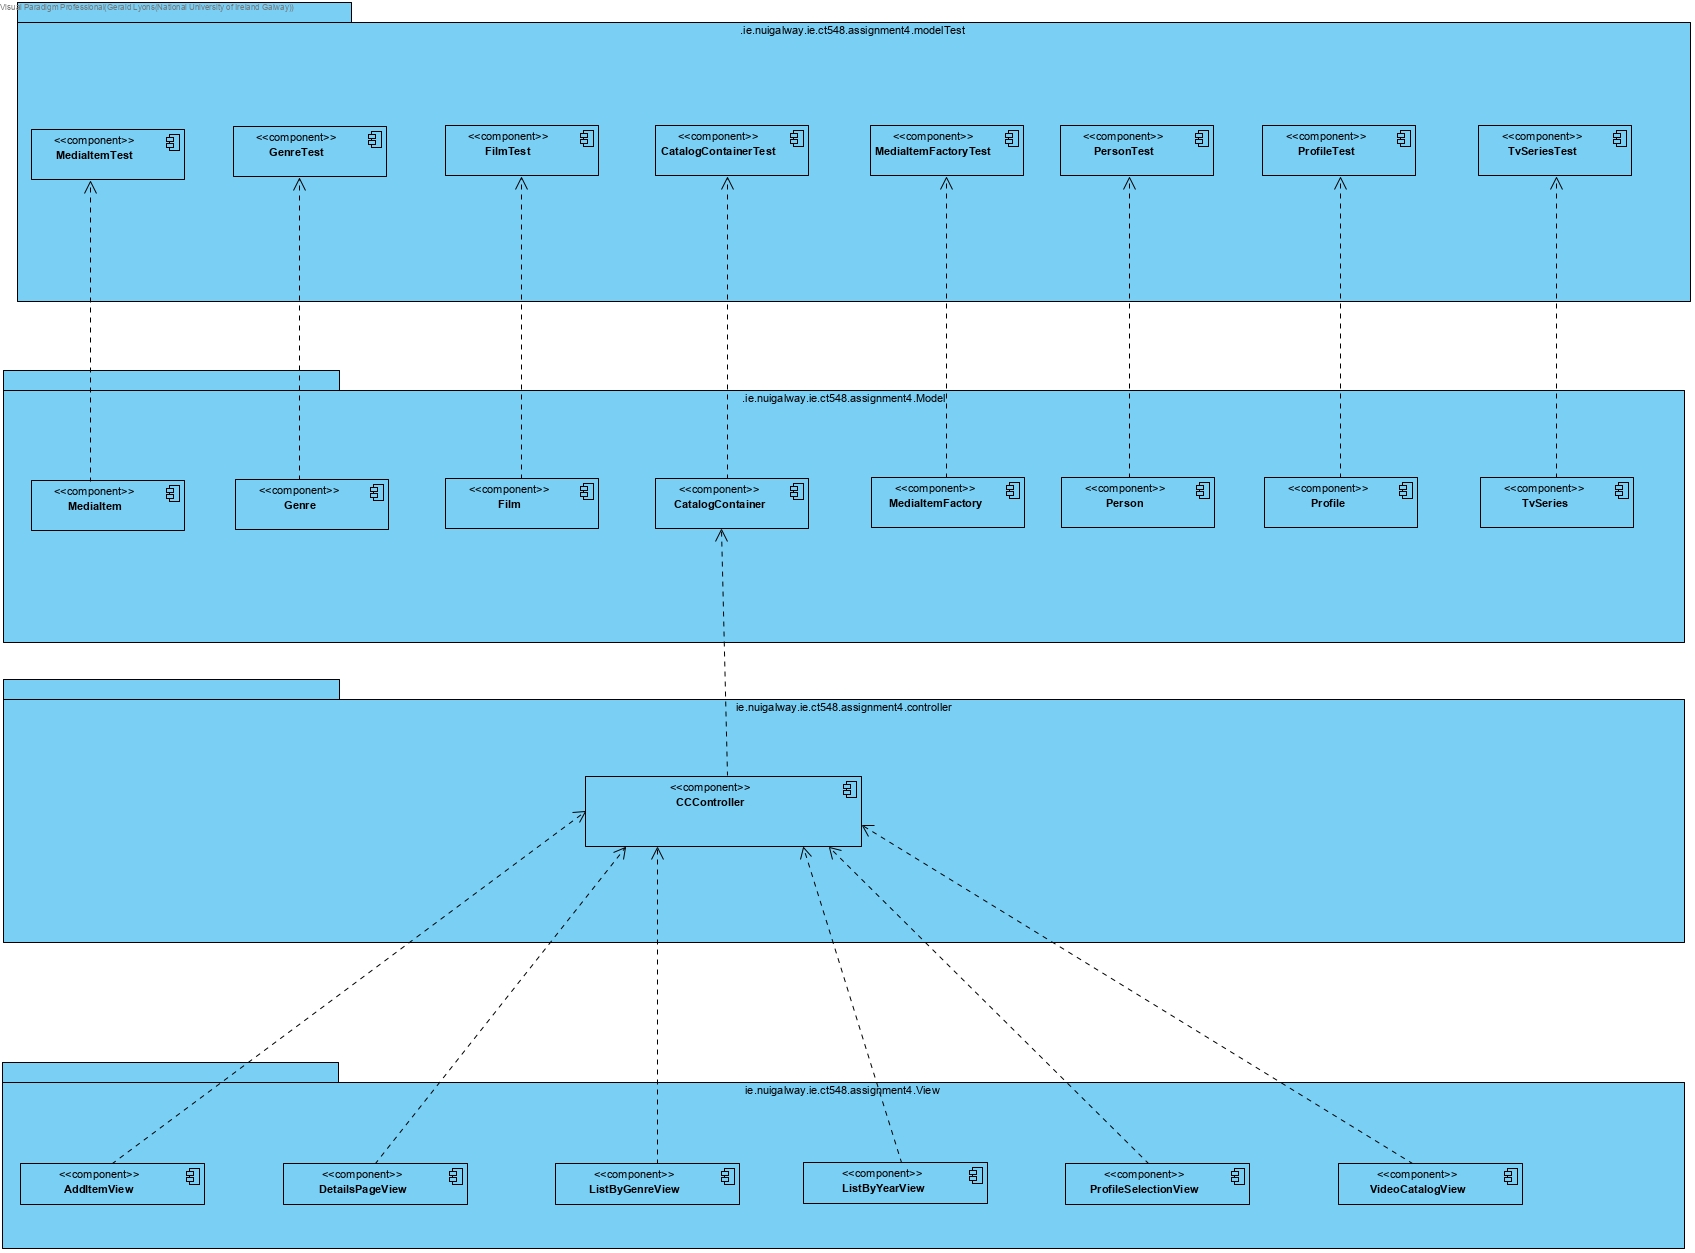 Visual Paradigm Professional(Gerald Lyons(National University of Ireland Galway))
.ie.nuigalway.ie.ct548.assignment4.modelTest
<<component>>
MediaItemTest
<<component>>
GenreTest
<<component>>
FilmTest
<<component>>
CatalogContainerTest
<<component>>
MediaItemFactoryTest
<<component>>
PersonTest
<<component>>
ProfileTest
<<component>>
TvSeriesTest
.ie.nuigalway.ie.ct548.assignment4.Model
<<component>>
MediaItem
<<component>>
Genre
<<component>>
Film
<<component>>
CatalogContainer
<<component>>
MediaItemFactory
<<component>>
Person
<<component>>
Profile
<<component>>
TvSeries
ie.nuigalway.ie.ct548.assignment4.controller
<<component>>
CCController
ie.nuigalway.ie.ct548.assignment4.View
<<component>>
AddItemView
<<component>>
DetailsPageView
<<component>>
ListByGenreView
<<component>>
ListByYearView
<<component>>
ProfileSelectionView
<<component>>
VideoCatalogView